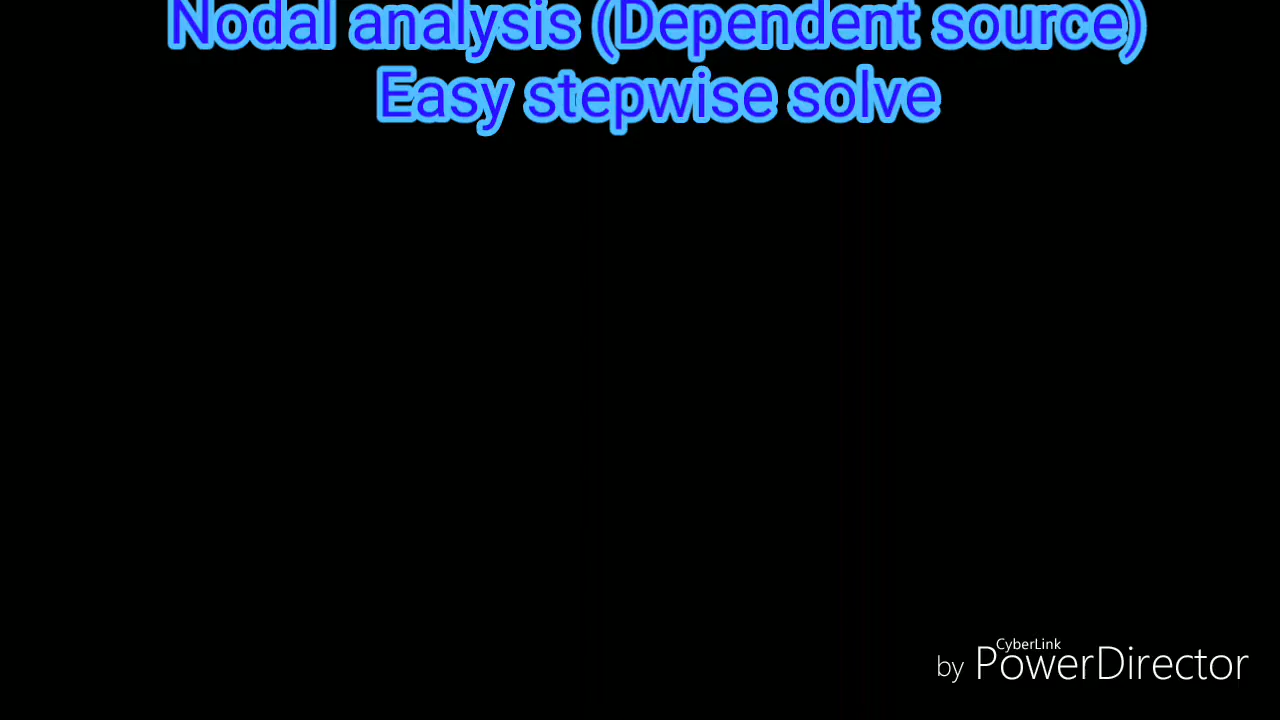 Nodal analysis (Dependent source)
Easy stepwise solve
CyberLink
by PowerDirector